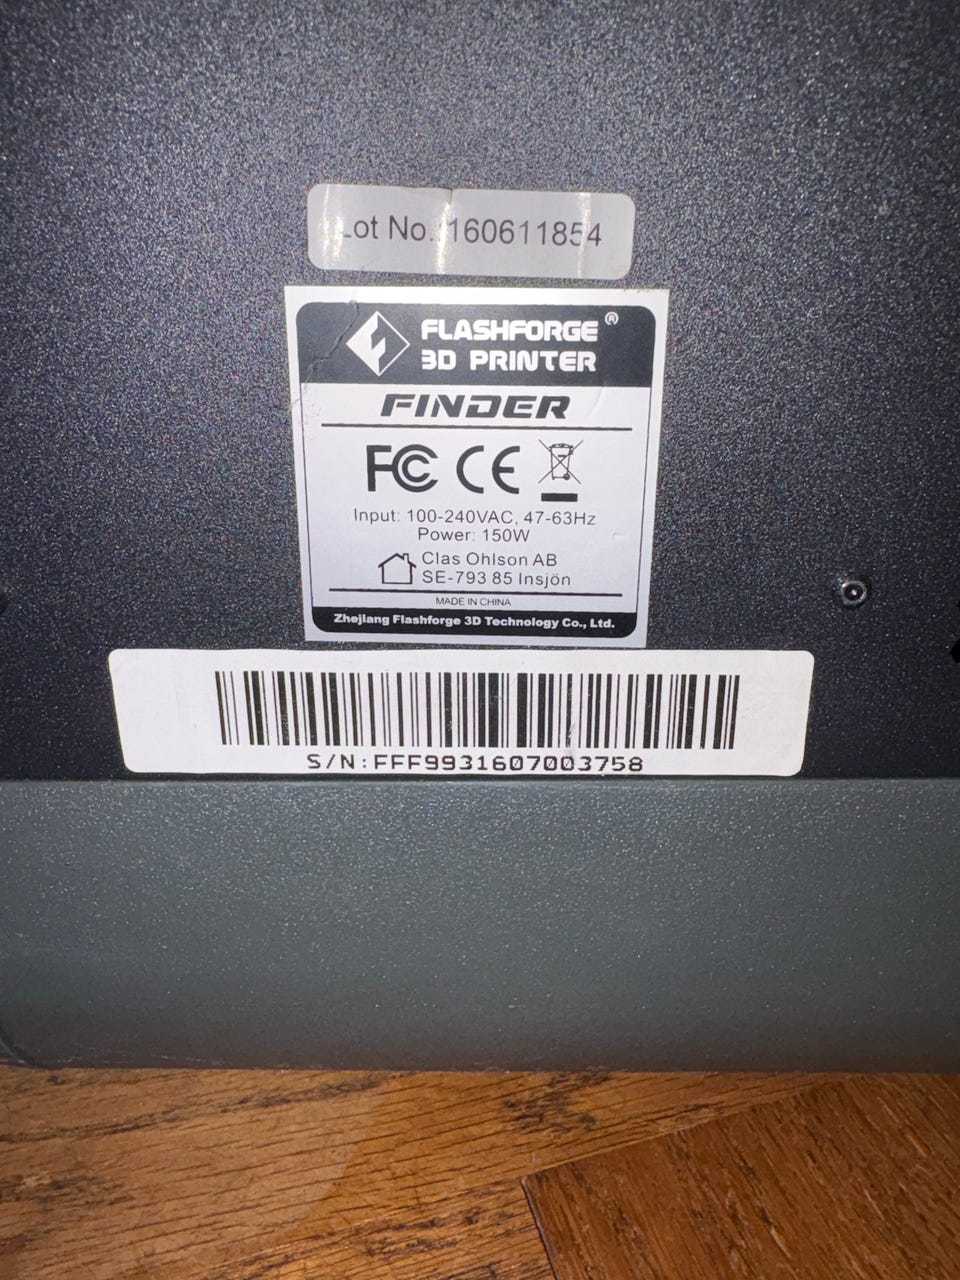 Lot No. 160611854
FLASHFORGE ®
3D PRINTER
FINDER
FC CE
Input: 100-240VAC, 47-63Hz
Power: 150W
Clas Ohlson AB
SE-793 85 Insjön
MADE IN CHINA
Zhejiang Flashforge 3D Technology Co., Ltd.
S/N:FFF9931607003758